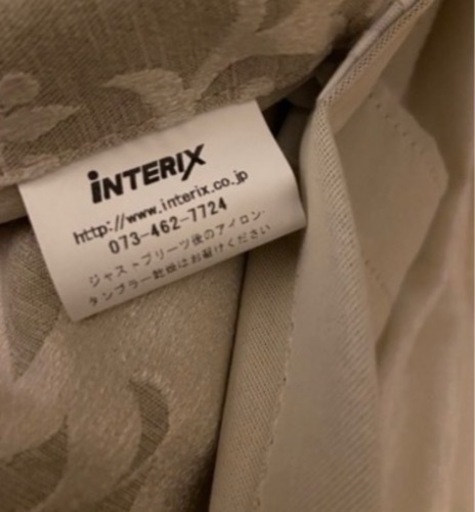 iNTERIX
http://www.interix.co.jp
073-462-7724
ジャストプリーツ後のアイロン・
タンブラー乾燥はお避けください